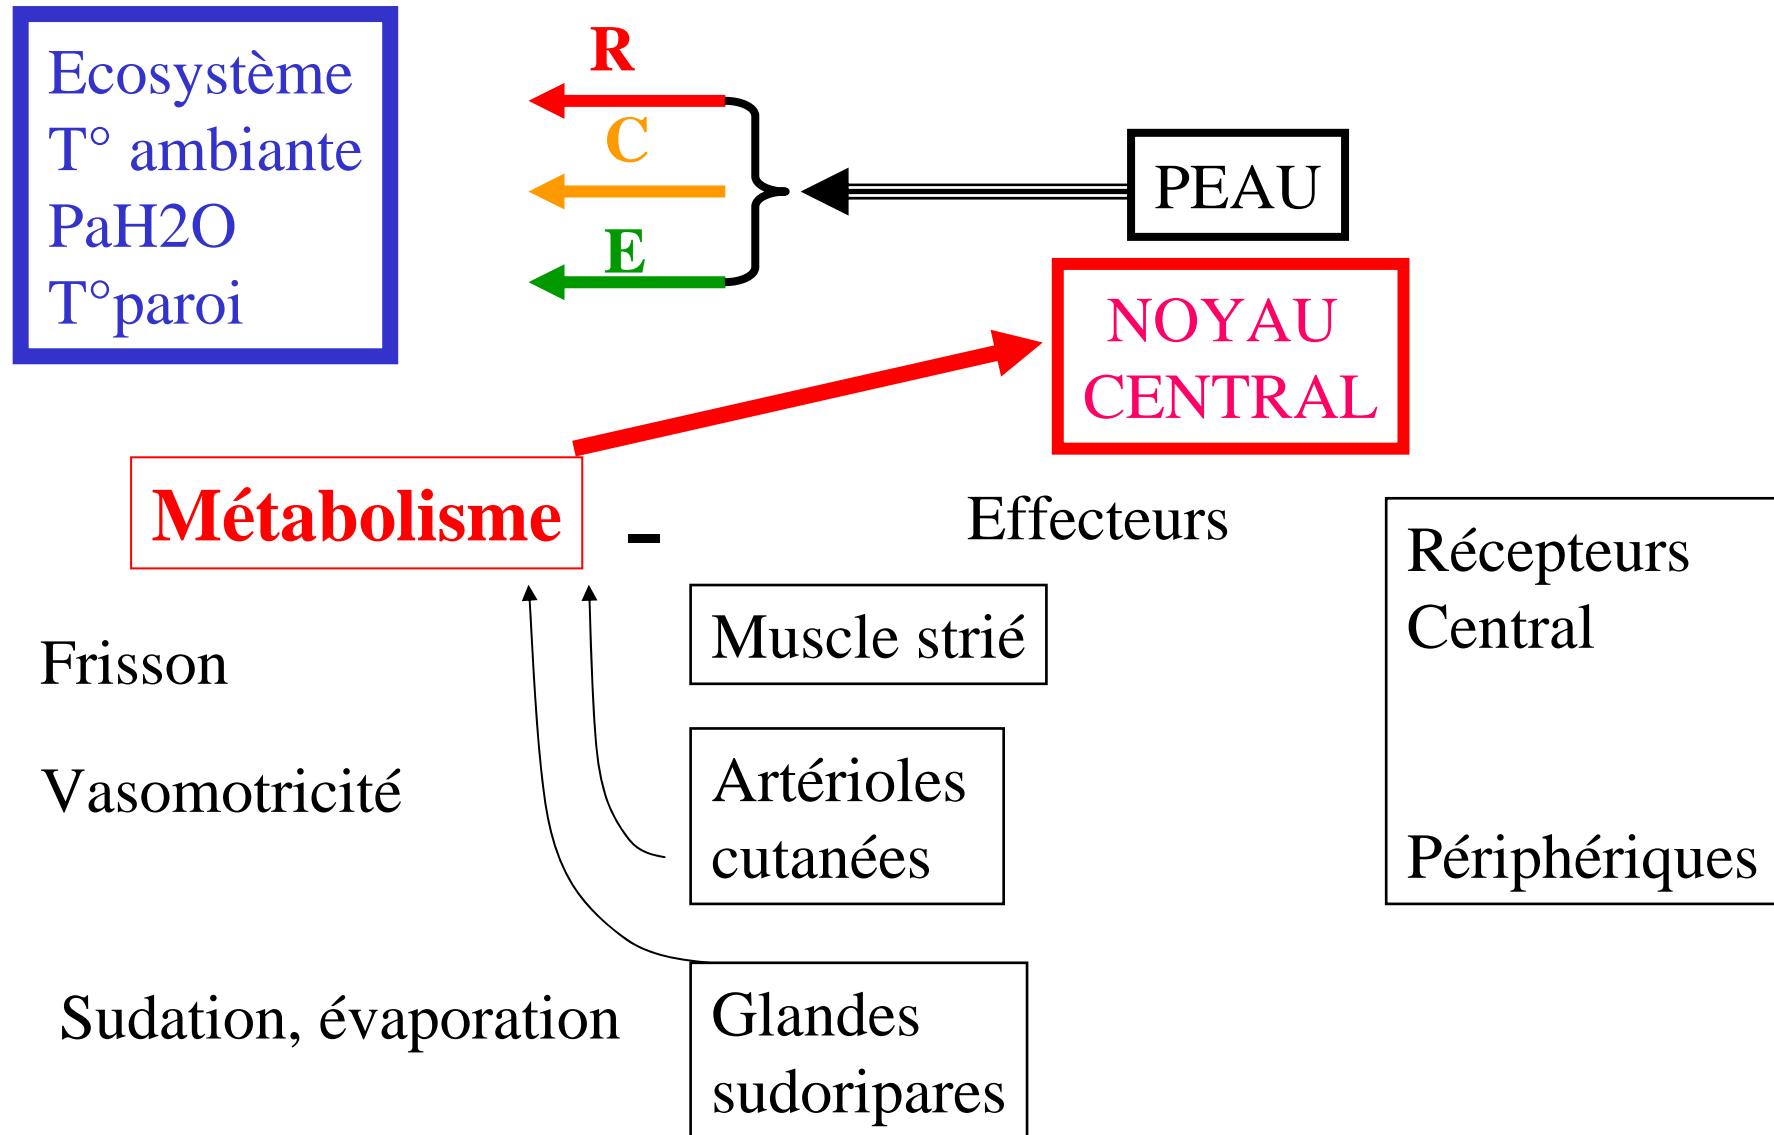 Ecosystème
T° ambiante
PaH2O
T°paroi
R
C
E
PEAU
NOYAU
CENTRAL
Métabolisme
-
Effecteurs
Récepteurs
Central
Périphériques
Frisson
Muscle strié
Vasomotricité
Artérioles
cutanées
Sudation, évaporation
Glandes
sudoripares